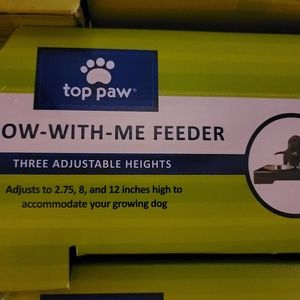 top paw®
OW-WITH-ME FEEDER
THREE ADJUSTABLE HEIGHTS
Adjusts to 2.75, 8, and 12 inches high to
accommodate your growing dog